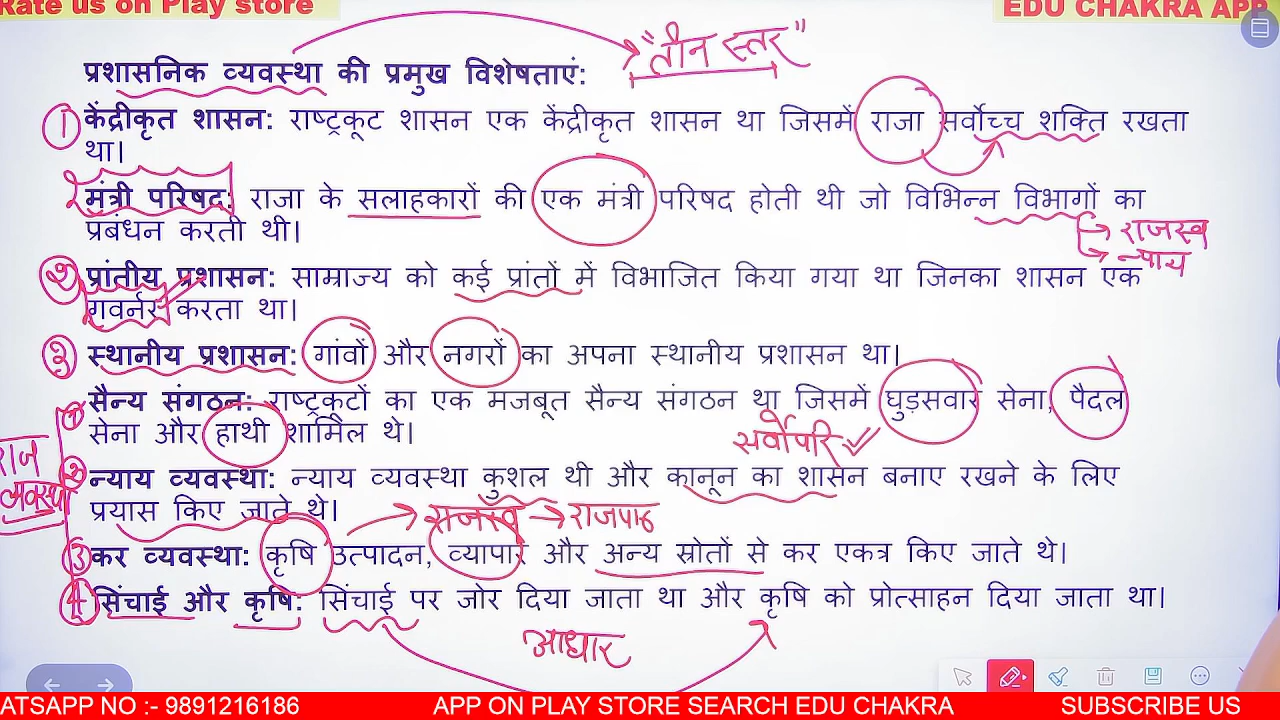 Rate us on Play store
EDU CHAKRA APP
"तीन स्तर"
प्रशासनिक व्यवस्था की प्रमुख विशेषताएं:
1 केंद्रीकृत शासन: राष्ट्रकूट शासन एक केंद्रीकृत शासन था जिसमें राजा सर्वोच्च शक्ति रखता
था।
मंत्री परिषद: राजा के सलाहकारों की एक मंत्री परिषद होती थी जो विभिन्न विभागों का
प्रबंधन करती थी।
राजस्व
न्याय
प्रांतीय प्रशासन: साम्राज्य को कई प्रांतों में विभाजित किया गया था जिनका शासन एक
गवर्नर करता था।
स्थानीय प्रशासन: गांवों और नगरों का अपना स्थानीय प्रशासन था।
सैन्य संगठन: राष्ट्रकूटों का एक मजबूत सैन्य संगठन था जिसमें घुड़सवार सेना, पैदल
सेना और हाथी शामिल थे।
सर्वोपरि
राज
न्याय व्यवस्था: न्याय व्यवस्था कुशल थी और कानून का शासन बनाए रखने के लिए
प्रयास किए जाते थे।
राजस्व → राजपाठ
3 कर व्यवस्था: कृषि उत्पादन, व्यापार और अन्य स्रोतों से कर एकत्र किए जाते थे।
4 सिंचाई और कृषि: सिंचाई पर जोर दिया जाता था और कृषि को प्रोत्साहन दिया जाता था।
आधार
ATSAPP NO :- 9891216186 APP ON PLAY STORE SEARCH EDU CHAKRA SUBSCRIBE US